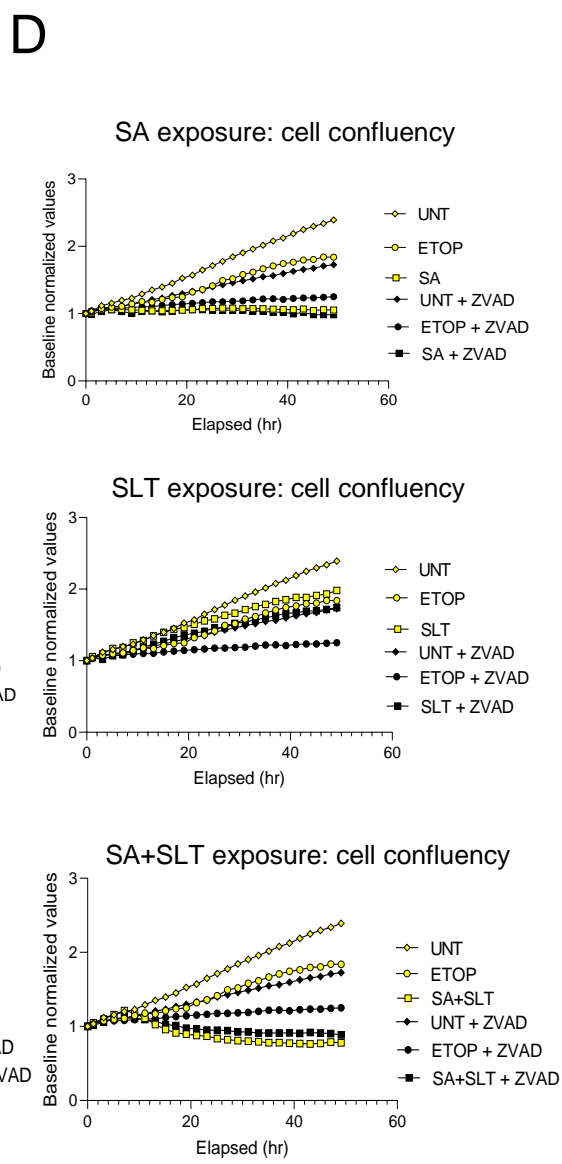 D
SA exposure: cell confluency
Baseline normalized values
3
2
1
0
0 20 40 60
Elapsed (hr)
UNT
ETOP
SA
UNT + ZVAD
ETOP + ZVAD
SA + ZVAD
SLT exposure: cell confluency
Baseline normalized values
3
2
1
0
0 20 40 60
Elapsed (hr)
UNT
ETOP
SLT
UNT + ZVAD
ETOP + ZVAD
SLT + ZVAD
AD
SA+SLT exposure: cell confluency
Baseline normalized values
3
2
1
0
0 20 40 60
Elapsed (hr)
UNT
ETOP
SA+SLT
UNT + ZVAD
ETOP + ZVAD
SA+SLT + ZVAD
AD
VAD